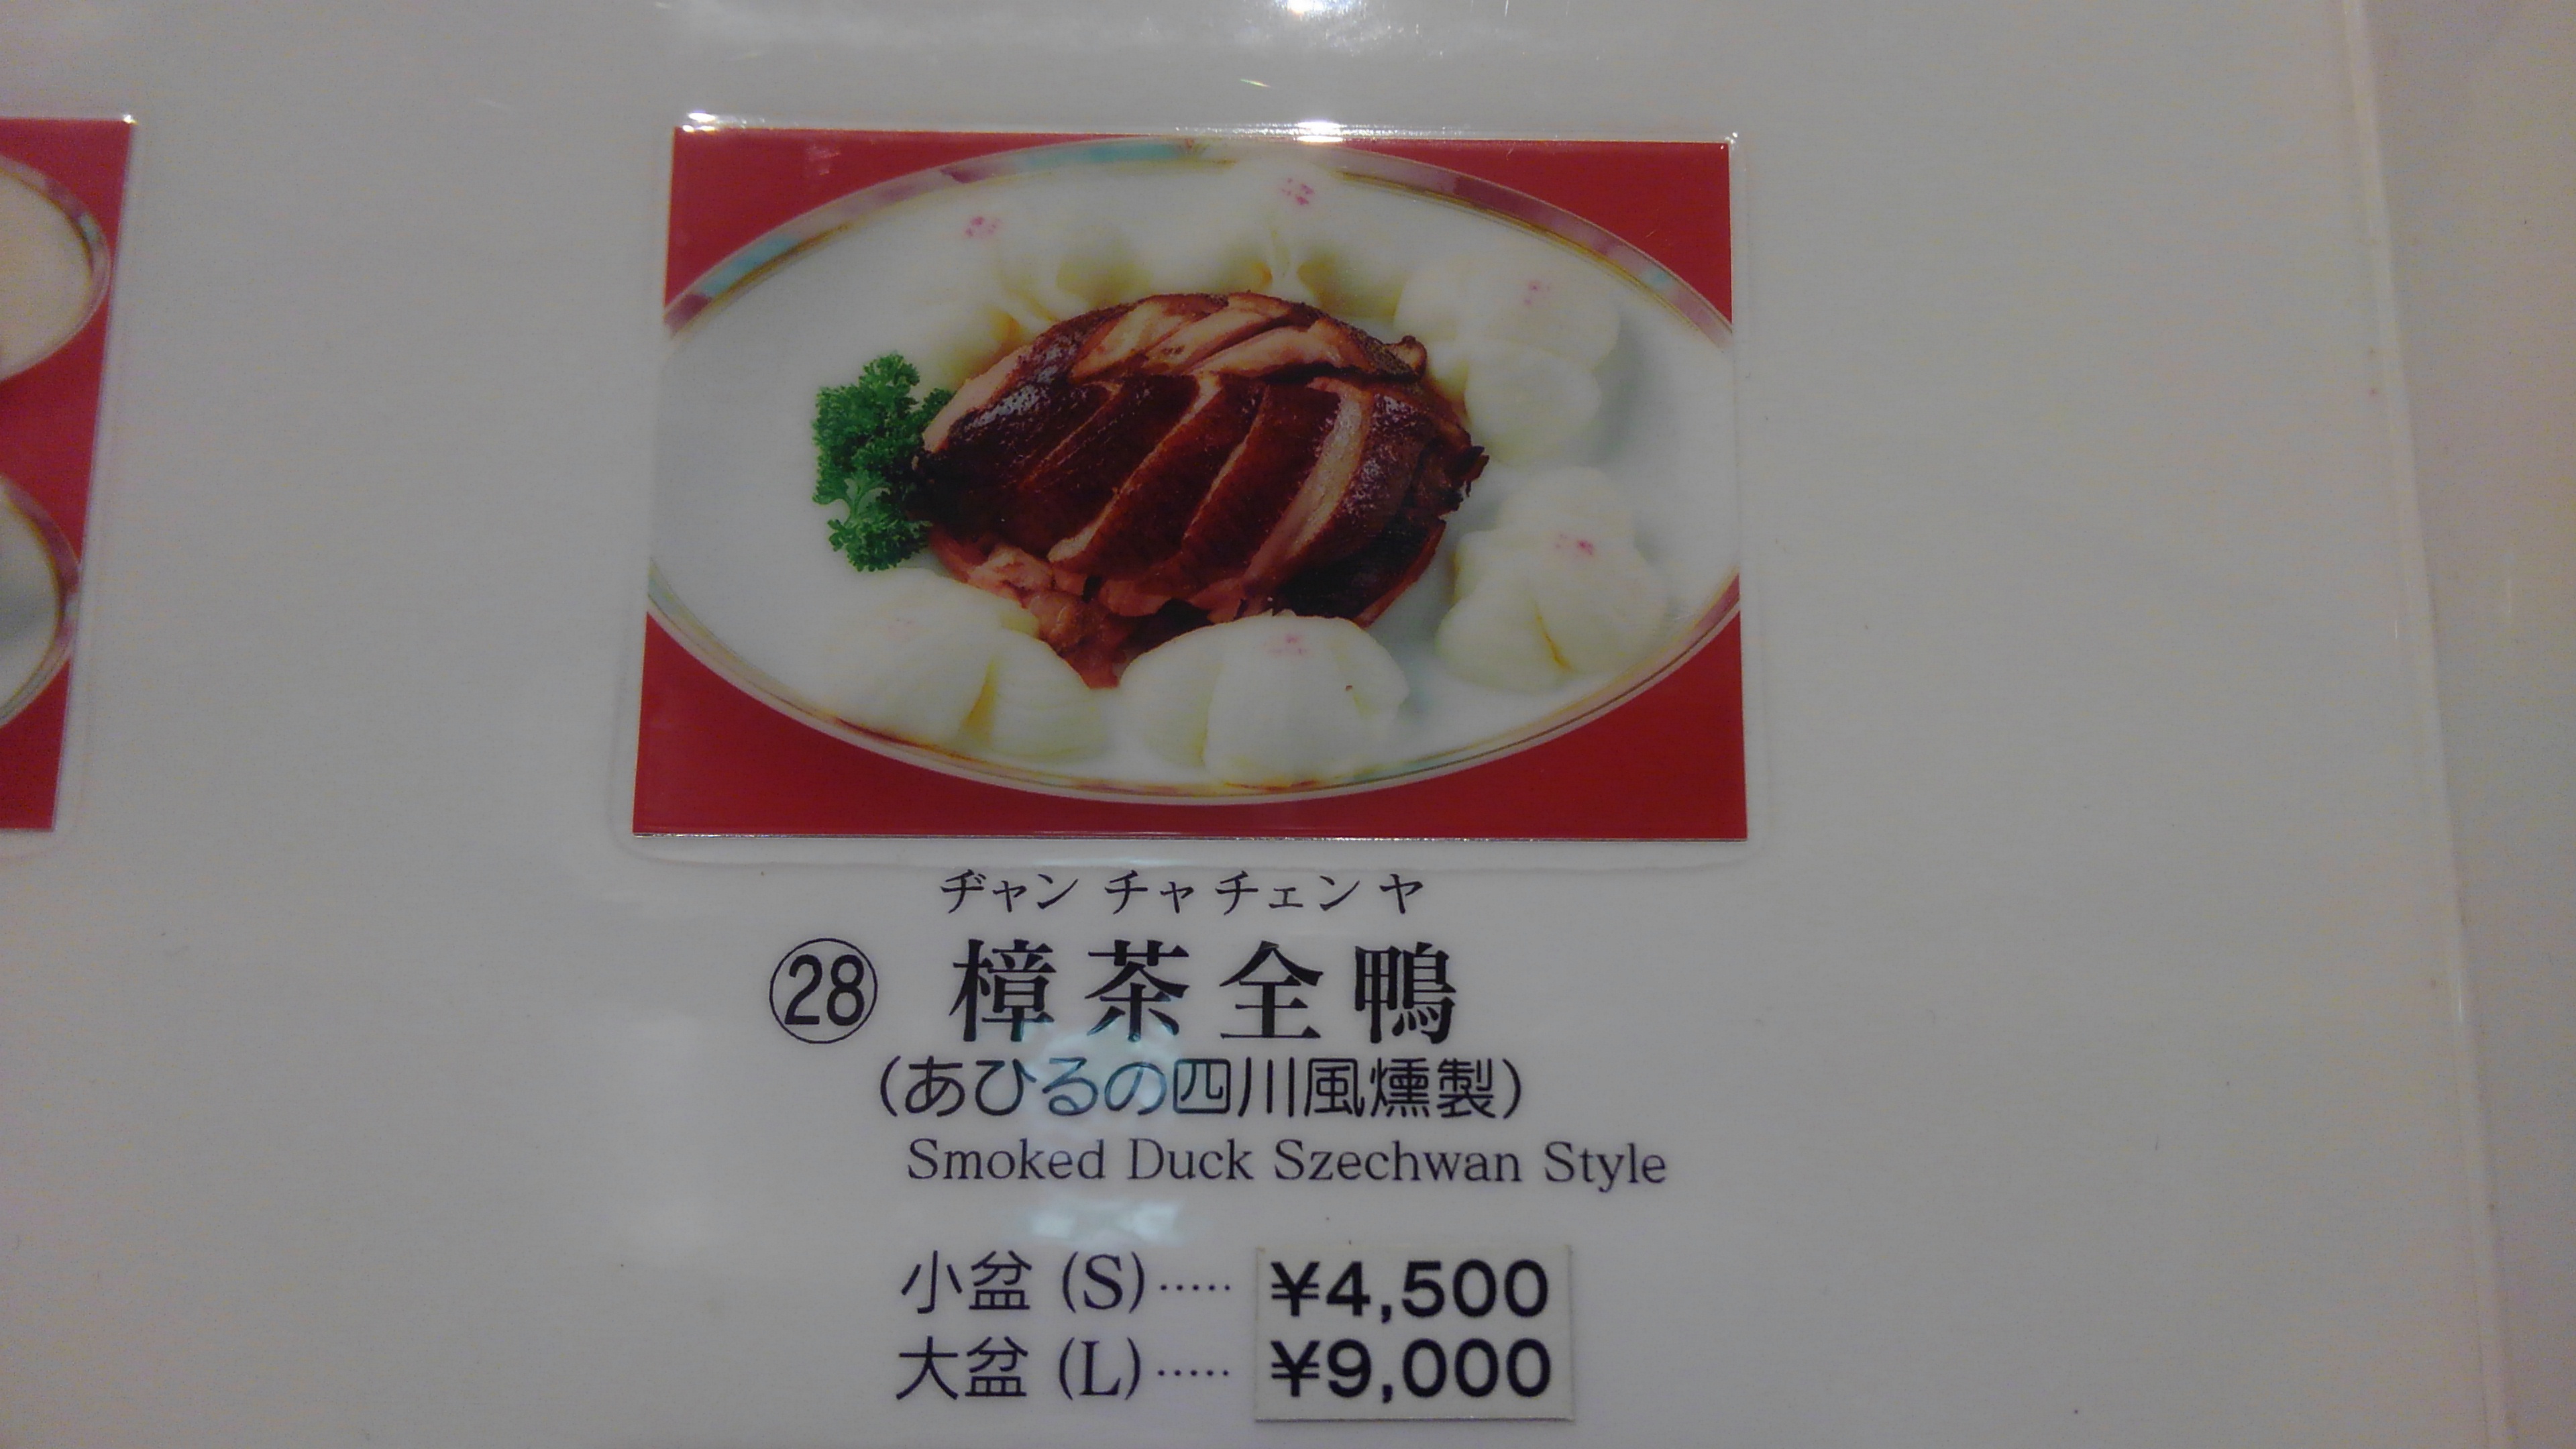 ヂャン チャ チェン ヤ
㉘ 樟茶全鴨
(あひるの四川風燻製)
Smoked Duck Szechwan Style
小盆 (S)····· ¥4,500
大盆 (L)····· ¥9,000